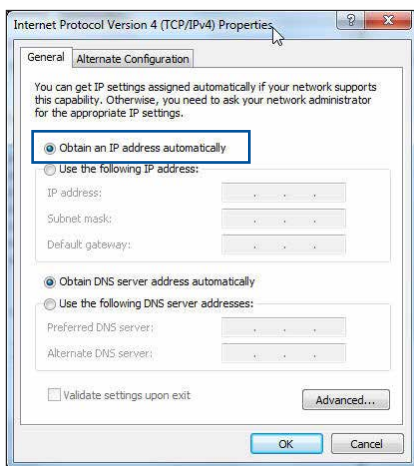 Internet Protocol Version 4 (TCP/IPv4) Properties
General
Alternate Configuration
You can get IP settings assigned automatically if your network supports
this capability. Otherwise, you need to ask your network administrator
for the appropriate IP settings.
Obtain an IP address automatically
Use the following IP address:
IP address:
Subnet mask:
Default gateway:
Obtain DNS server address automatically
Use the following DNS server addresses:
Preferred DNS server:
Alternate DNS server:
Validate settings upon exit
Advanced...
OK
Cancel